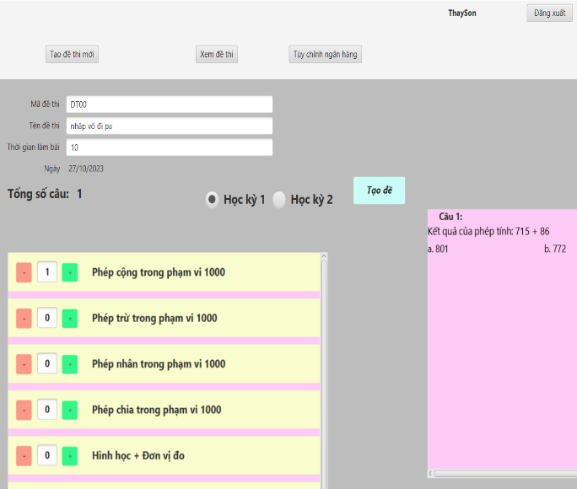 ThaySơn Đăng xuất
Tạo đề thi mới Xem đề thi Tùy chỉnh ngân hàng
Mã đề thi DT00
Tên đề thi nhập vô đi pa
Thời gian làm bài 10
Ngày 27/10/2023
Tổng số câu: 1 Học kỳ 1 Học kỳ 2 Tạo đề
Câu 1:
Kết quả của phép tính: 715 + 86
a. 801 b. 772
- 1 + Phép cộng trong phạm vi 1000
- 0 + Phép trừ trong phạm vi 1000
- 0 + Phép nhân trong phạm vi 1000
- 0 + Phép chia trong phạm vi 1000
- 0 + Hình học + Đơn vị đo